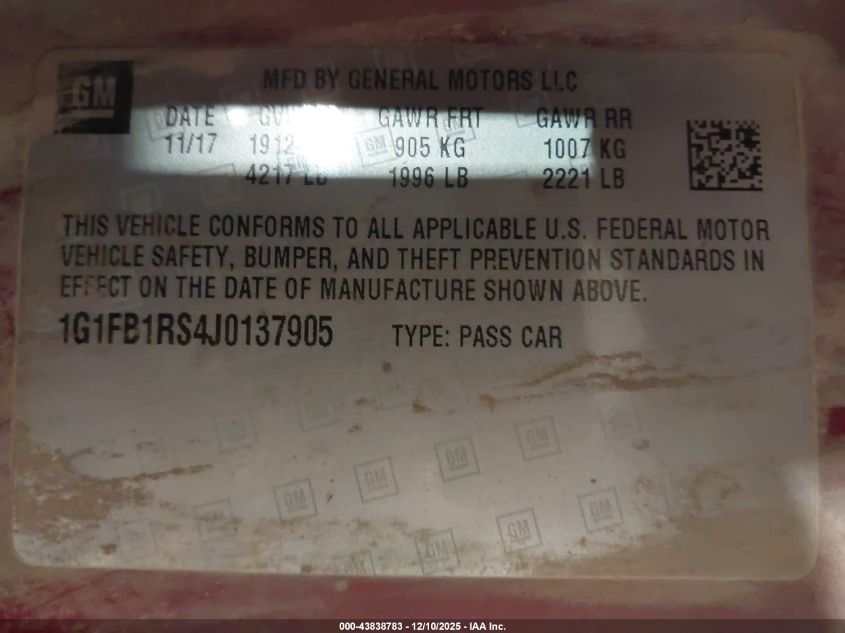 GM
MFD BY GENERAL MOTORS LLC
DATE GAWR FRT GAWR RR
11/17 905 KG 1007 KG
4217 LB 1996 LB 2221 LB
THIS VEHICLE CONFORMS TO ALL APPLICABLE U.S. FEDERAL MOTOR
VEHICLE SAFETY, BUMPER, AND THEFT PREVENTION STANDARDS IN
EFFECT ON THE DATE OF MANUFACTURE SHOWN ABOVE.
1G1FB1RS4J0137905 TYPE: PASS CAR
000-43838783 - 12/10/2025 - IAA Inc.